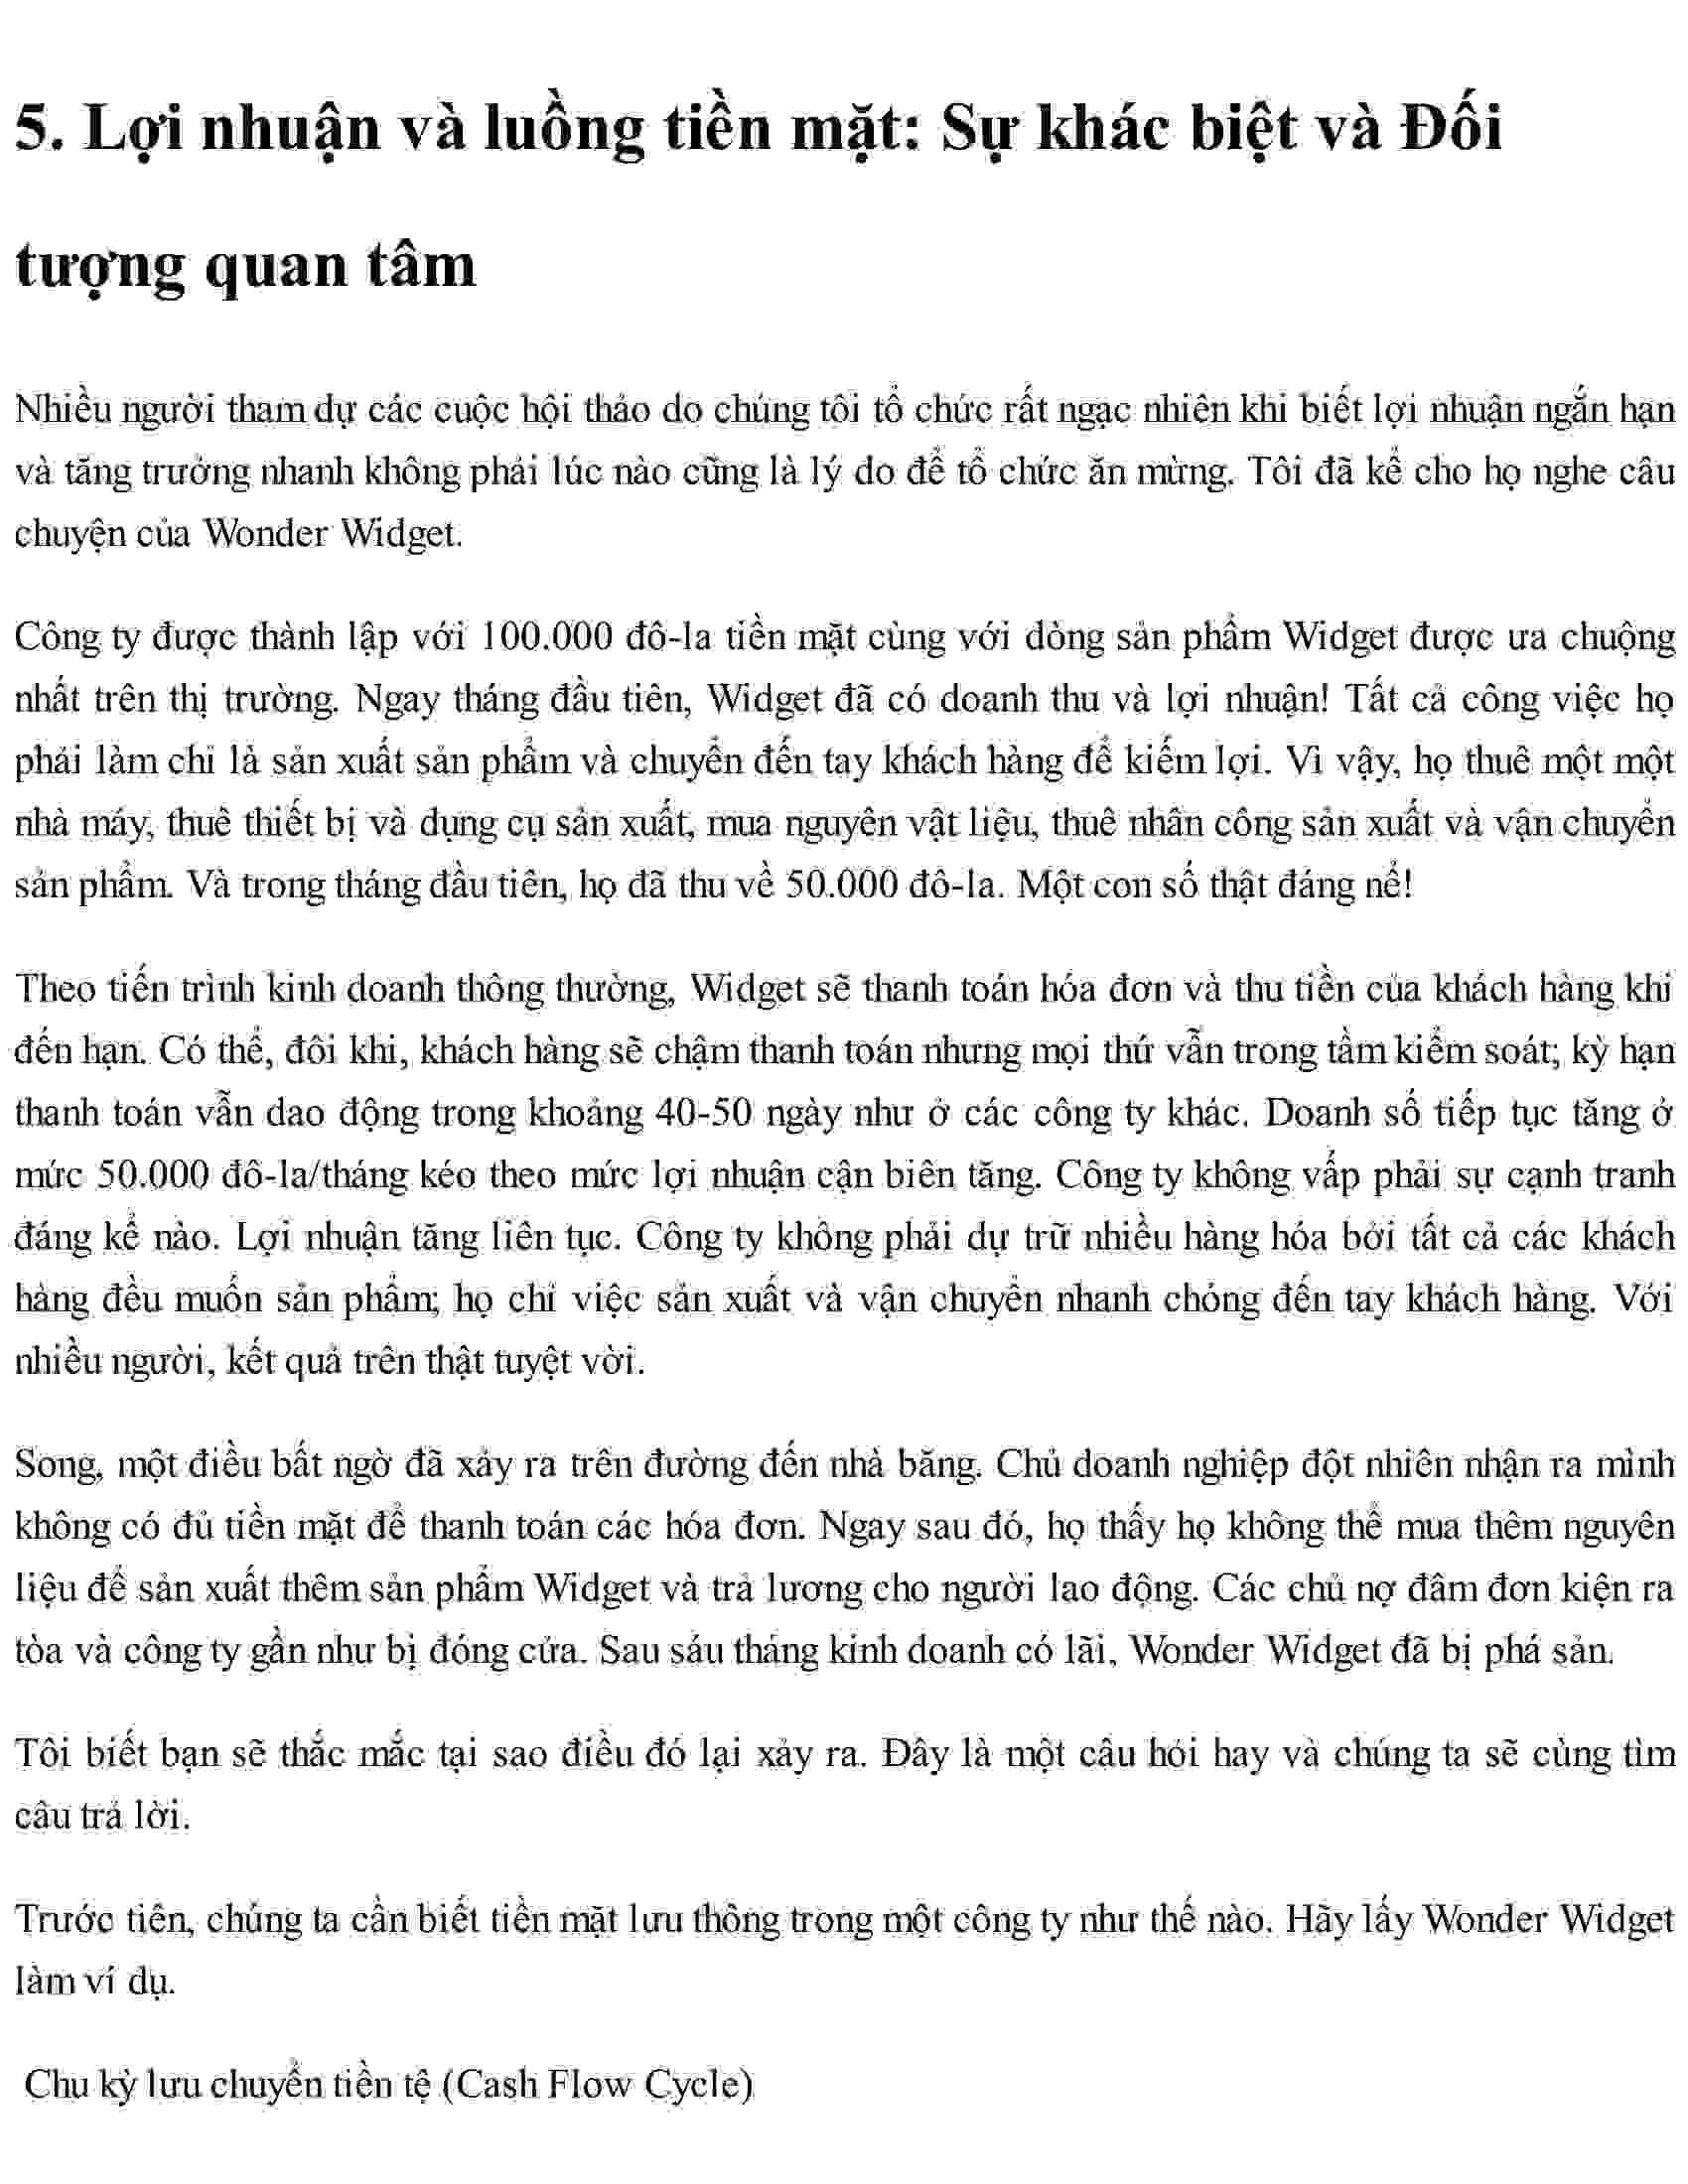 5. Lợi nhuận và luồng tiền mặt: Sự khác biệt và Đối
tượng quan tâm
Nhiều người tham dự các cuộc hội thảo do chúng tôi tổ chức rất ngạc nhiên khi biết lợi nhuận ngắn hạn
và tăng trưởng nhanh không phải lúc nào cũng là lý do để tổ chức ăn mừng. Tôi đã kể cho họ nghe câu
chuyện của Wonder Widget.
Công ty được thành lập với 100.000 đô-la tiền mặt cùng với dòng sản phẩm Widget được ưa chuộng
nhất trên thị trường. Ngay tháng đầu tiên, Widget đã có doanh thu và lợi nhuận! Tất cả công việc họ
phải làm chỉ là sản xuất sản phẩm và chuyển đến tay khách hàng để kiếm lợi. Vì vậy, họ thuê một một
nhà máy, thuê thiết bị và dụng cụ sản xuất, mua nguyên vật liệu, thuê nhân công sản xuất và vận chuyển
sản phẩm. Và trong tháng đầu tiên, họ đã thu về 50.000 đô-la. Một con số thật đáng nể!
Theo tiến trình kinh doanh thông thường, Widget sẽ thanh toán hóa đơn và thu tiền của khách hàng khi
đến hạn. Có thể, đôi khi, khách hàng sẽ chậm thanh toán nhưng mọi thứ vẫn trong tầm kiểm soát; kỳ hạn
thanh toán vẫn dao động trong khoảng 40-50 ngày như ở các công ty khác. Doanh số tiếp tục tăng ở
mức 50.000 đô-la/tháng kéo theo mức lợi nhuận cận biên tăng. Công ty không vấp phải sự cạnh tranh
đáng kể nào. Lợi nhuận tăng liên tục. Công ty không phải dự trữ nhiều hàng hóa bởi tất cả các khách
hàng đều muốn sản phẩm; họ chỉ việc sản xuất và vận chuyển nhanh chóng đến tay khách hàng. Với
nhiều người, kết quả trên thật tuyệt vời.
Song, một điều bất ngờ đã xảy ra trên đường đến nhà băng. Chủ doanh nghiệp đột nhiên nhận ra mình
không có đủ tiền mặt để thanh toán các hóa đơn. Ngay sau đó, họ thấy họ không thể mua thêm nguyên
liệu để sản xuất thêm sản phẩm Widget và trả lương cho người lao động. Các chủ nợ đâm đơn kiện ra
tòa và công ty gần như bị đóng cửa. Sau sáu tháng kinh doanh có lãi, Wonder Widget đã bị phá sản.
Tôi biết bạn sẽ thắc mắc tại sao điều đó lại xảy ra. Đây là một câu hỏi hay và chúng ta sẽ cùng tìm
câu trả lời.
Trước tiên, chúng ta cần biết tiền mặt lưu thông trong một công ty như thế nào. Hãy lấy Wonder Widget
làm ví dụ.
Chu kỳ lưu chuyển tiền tệ (Cash Flow Cycle)